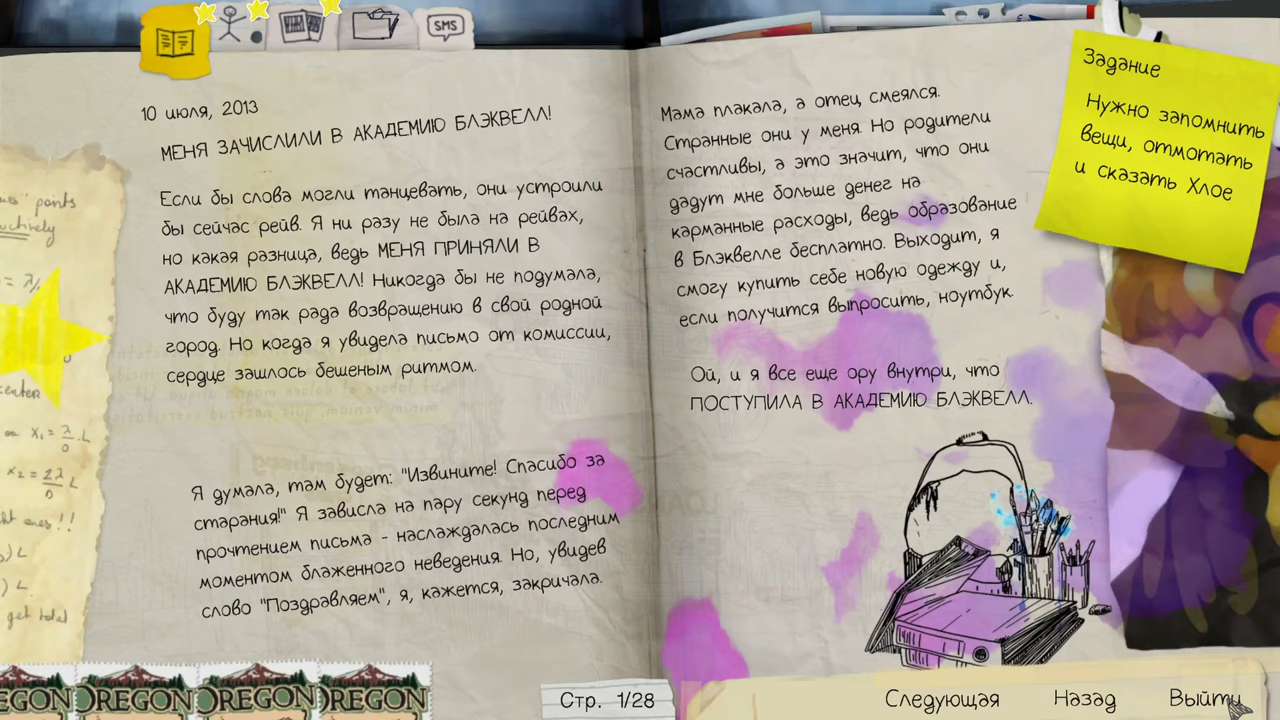 SMS
10 июля, 2013
МЕНЯ ЗАЧИСЛИЛИ В АКАДЕМИЮ БЛЭКВЕЛЛ!
Если бы слова могли танцевать, они устроили
бы сейчас рейв. Я ни разу не была на рейвах,
но какая разница, ведь МЕНЯ ПРИНЯЛИ В
АКАДЕМИЮ БЛЭКВЕЛЛ! Никогда бы не подумала,
что буду так рада возвращению в свой родной
город. Но когда я увидела письмо от комиссии,
сердце зашлось бешеным ритмом.
Я думала, там будет: "Извините! Спасибо за
старания!" Я зависла на пару секунд перед
прочтением письма - наслаждалась последним
моментом блаженного неведения. Но, увидев
слово "Поздравляем", я, кажется, закричала.
Мама плакала, а отец смеялся.
Странные они у меня. Но родители
счастливы, а это значит, что они
дадут мне больше денег на
карманные расходы, ведь образование
в Блэквелле бесплатно. Выходит, я
смогу купить себе новую одежду и,
если получится выпросить, ноутбук.
Ой, и я все еще ору внутри, что
ПОСТУПИЛА В АКАДЕМИЮ БЛЭКВЕЛЛ.
Задание
Нужно запомнить
вещи, отмотать
и сказать Хлое
points
get total
OREGON OREGON OREGON
Стр. 1/28
Следующая Назад Выйти